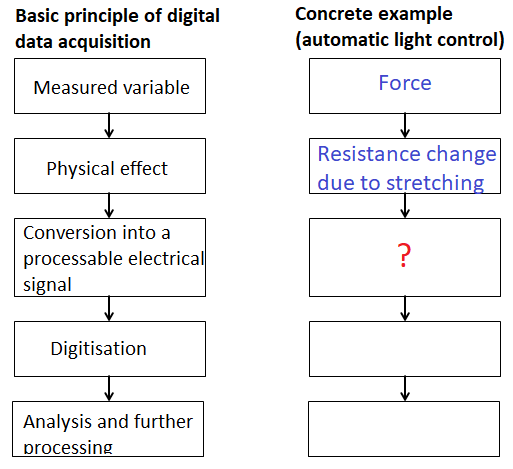 Basic principle of digital
data acquisition
Measured variable
Physical effect
Conversion into a
processable electrical
signal
Digitisation
Analysis and further
processing
Concrete example
(automatic light control)
Force
Resistance change
due to stretching
?